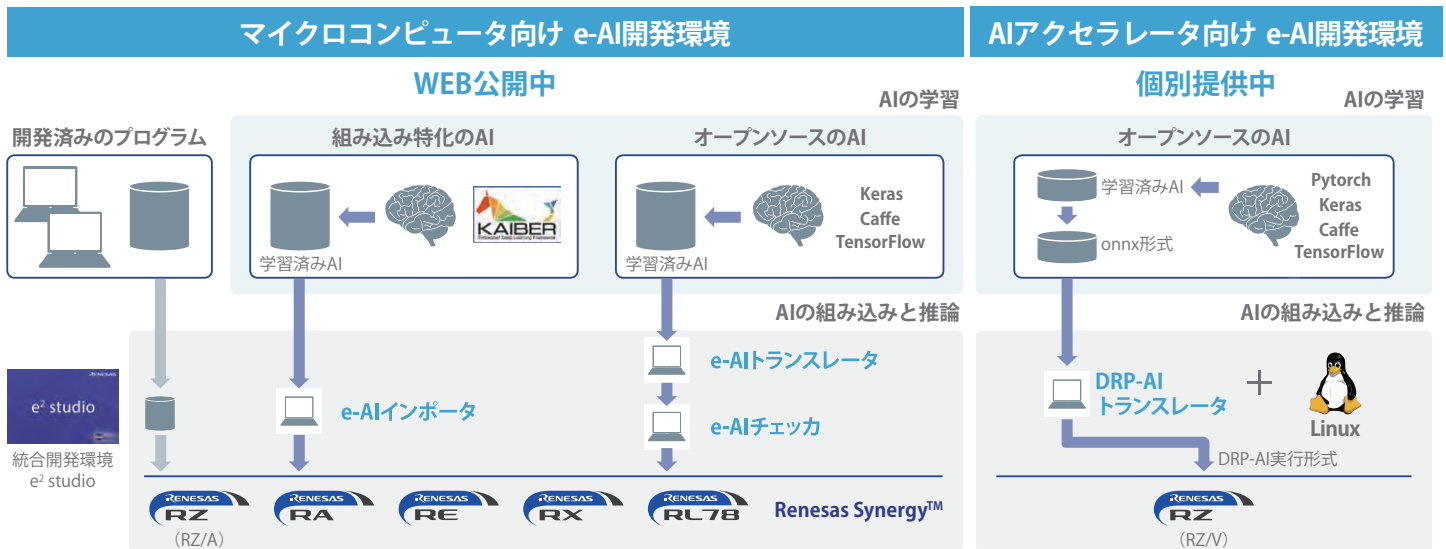 マイクロコンピュータ向け e-AI開発環境
WEB公開中
AIの学習
開発済みのプログラム
組み込み特化のAI
KAIBER
学習済みAI
オープンソースのAI
Keras
Caffe
TensorFlow
学習済みAI
AIの組み込みと推論
RENESAS
e² studio
統合開発環境
e² studio
e-AIインポータ
e-AIトランスレータ
e-AIチェッカ
RENESAS
RZ
(RZ/A)
RENESAS
RA
RENESAS
RE
RENESAS
RX
RENESAS
RL78
Renesas Synergy™
AIアクセラレータ向け e-AI開発環境
個別提供中
AIの学習
オープンソースのAI
学習済みAI
onnx形式
Pytorch
Keras
Caffe
TensorFlow
AIの組み込みと推論
DRP-AI
トランスレータ
+
Linux
DRP-AI実行形式
RENESAS
RZ
(RZ/V)